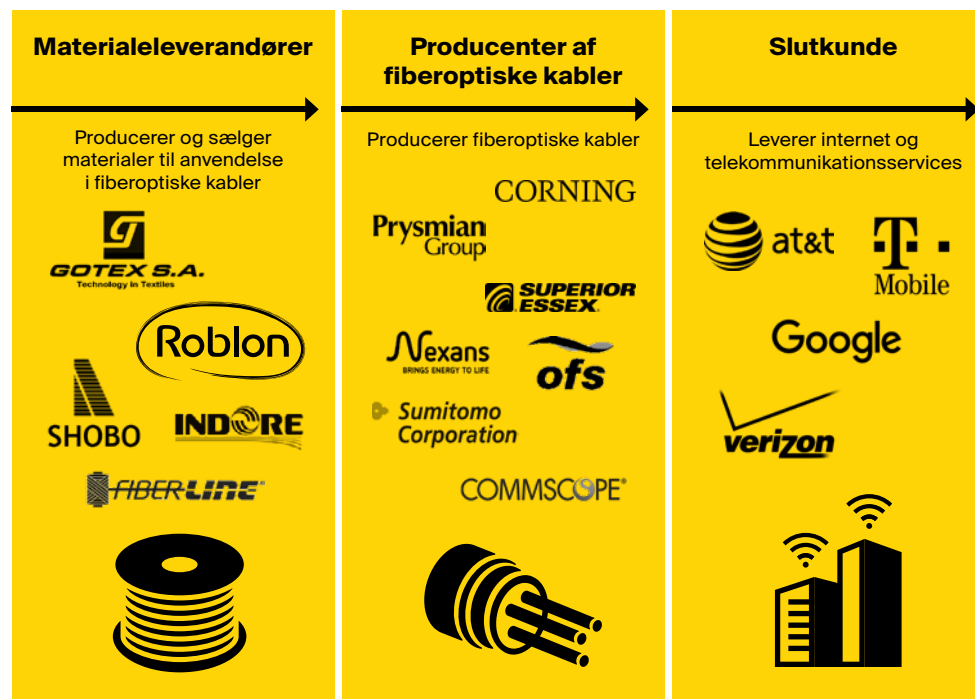 Materialeleverandører
Producerer og sælger
materialer til anvendelse
i fiberoptiske kabler
GOTEX S.A.
Technology in Textiles
Roblon
SHOBO
INDORE
FIBER-LINE®
Producenter af
fiberoptiske kabler
Producerer fiberoptiske kabler
CORNING
Prysmian
Group
SUPERIOR
ESSEX®
Nexans
BRINGS ENERGY TO LIFE
ofs
Sumitomo
Corporation
COMMSCOPE®
Slutkunde
Leverer internet og
telekommunikationsservices
at&t
T
Mobile
Google
verizon